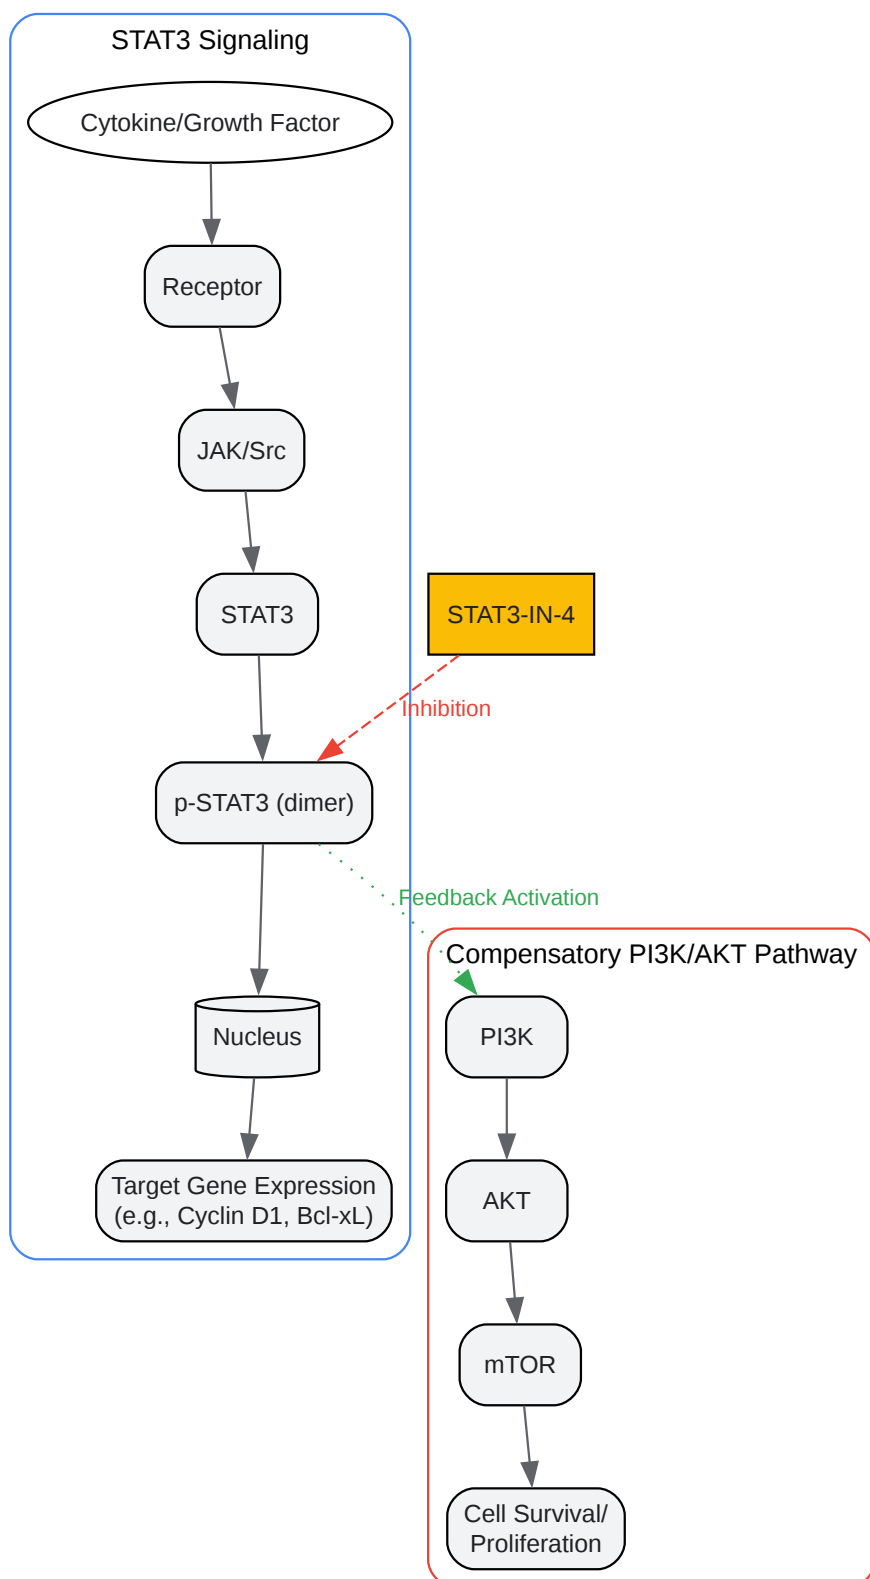 STAT3 Signaling
Cytokine/Growth Factor
Receptor
JAK/Src
STAT3
STAT3-IN-4
Inhibition
p-STAT3 (dimer)
Feedback Activation
Compensatory PI3K/AKT Pathway
Nucleus
PI3K
Target Gene Expression
(e.g., Cyclin D1, Bcl-xL)
AKT
mTOR
Cell Survival/
Proliferation